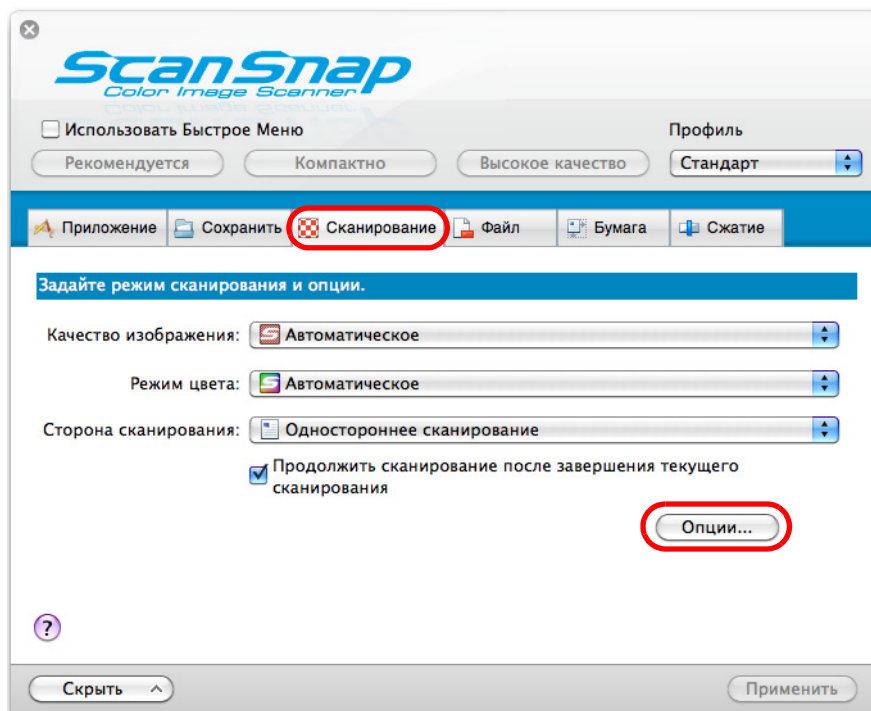 ScanSnap
Color Image Scanner
Использовать Быстрое Меню
Профиль
Рекомендуется Компактно Высокое качество Стандарт
Приложение Сохранить Сканирование Файл Бумага Сжатие
Задайте режим сканирования и опции.
Качество изображения: Автоматическое
Режим цвета: Автоматическое
Сторона сканирования: Одностороннее сканирование
Продолжить сканирование после завершения текущего
сканирования
Опции...
?
Скрыть Применить